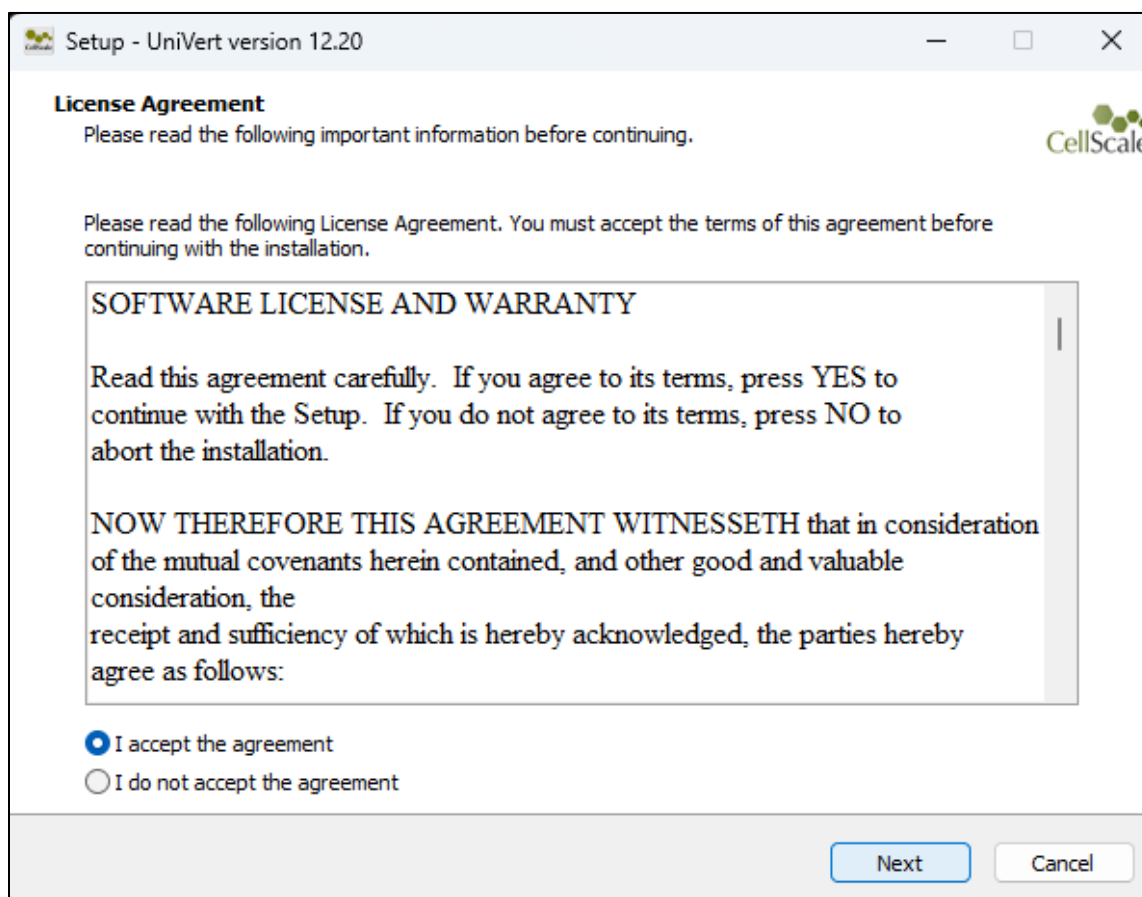 Setup - UniVert version 12.20
License Agreement
Please read the following important information before continuing.
CellScale
Please read the following License Agreement. You must accept the terms of this agreement before
continuing with the installation.
SOFTWARE LICENSE AND WARRANTY
Read this agreement carefully.  If you agree to its terms, press YES to
continue with the Setup.  If you do not agree to its terms, press NO to
abort the installation.
NOW THEREFORE THIS AGREEMENT WITNESSETH that in consideration
of the mutual covenants herein contained, and other good and valuable
consideration, the
receipt and sufficiency of which is hereby acknowledged, the parties hereby
agree as follows:
I accept the agreement
I do not accept the agreement
Next
Cancel